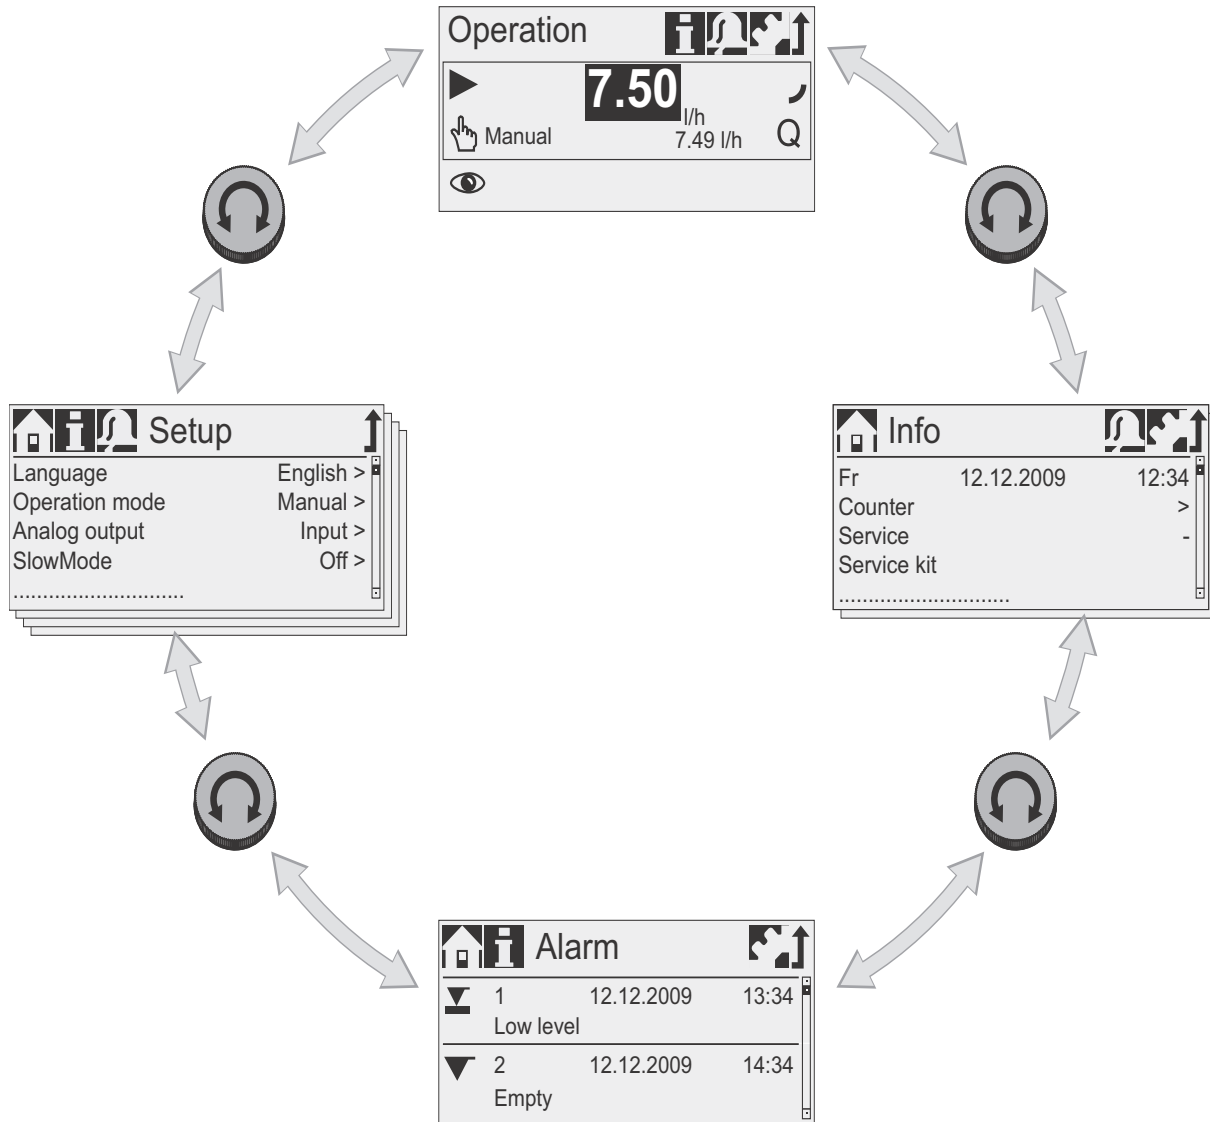 Operation
7.50
l/h
Manual 7.49 l/h Q
Setup
Language English >
Operation mode Manual >
Analog output Input >
SlowMode Off >
.............................
Info
Fr 12.12.2009 12:34
Counter >
Service -
Service kit
.............................
Alarm
1 12.12.2009 13:34
Low level
2 12.12.2009 14:34
Empty